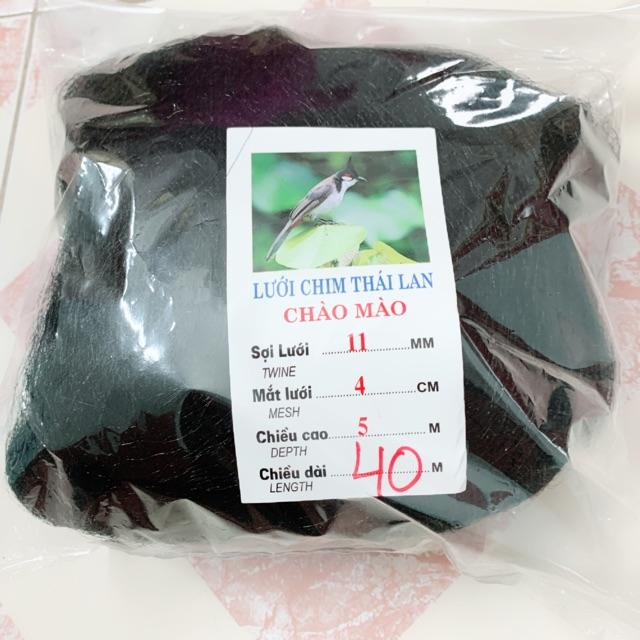 LƯỚI CHIM THÁI LAN
CHÀO MÀO
Sợi Lưới ........ 11 ........ MM
TWINE
Mắt lưới ........ 4 ........ CM
MESH
Chiều cao ........ 5 ........ M
DEPTH
Chiều dài ........ 40 ........ M
LENGTH